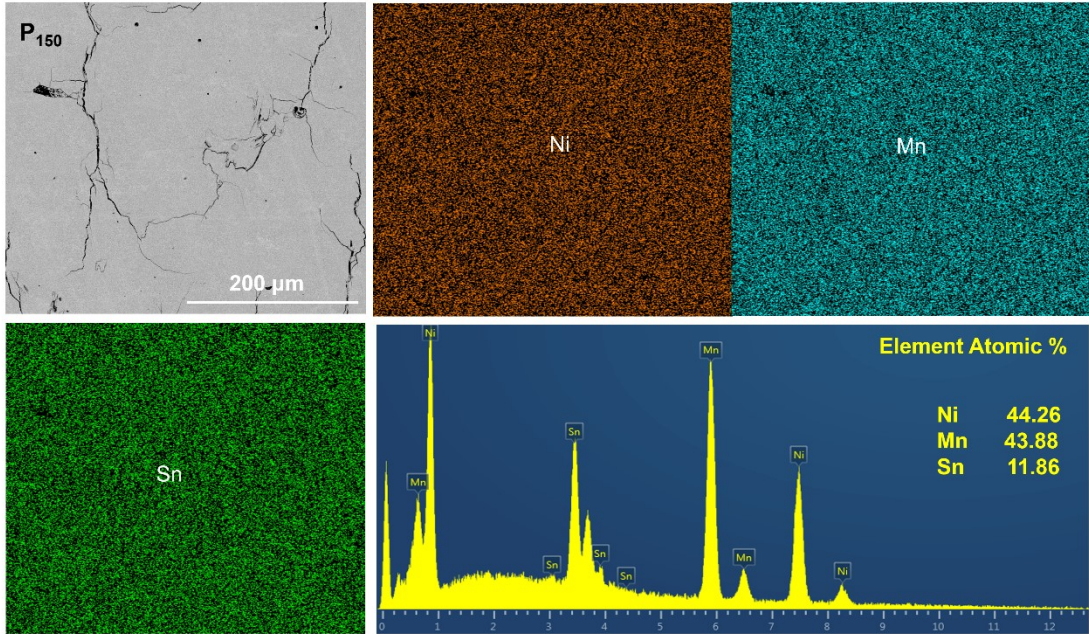 P150
200 µm
Ni
Mn
Sn
Element Atomic %
Ni 44.26
Mn 43.88
Sn 11.86
Ni
Mn
Sn
Sn
Sn
Sn
Mn
Mn
Ni
Ni
0 1 2 3 4 5 6 7 8 9 10 11 12